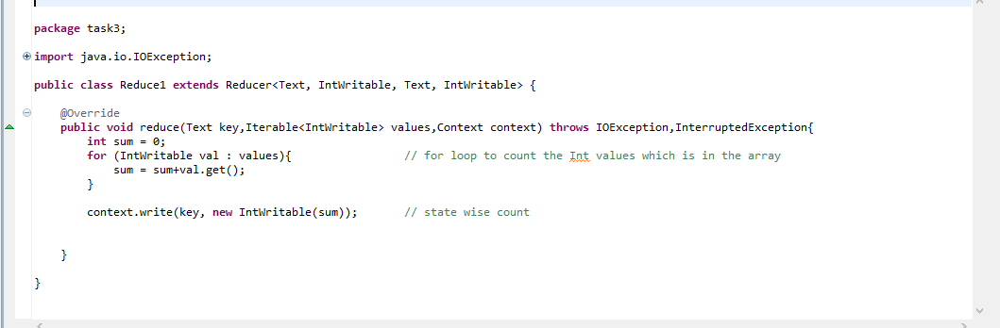 package task3;
import java.io.IOException;
public class Reduce1 extends Reducer<Text, IntWritable, Text, IntWritable> {
@Override
public void reduce(Text key,Iterable<IntWritable> values,Context context) throws IOException,InterruptedException{
int sum = 0;
for (IntWritable val : values){ // for loop to count the Int values which is in the array
sum = sum+val.get();
}
context.write(key, new IntWritable(sum)); // state wise count
}
}